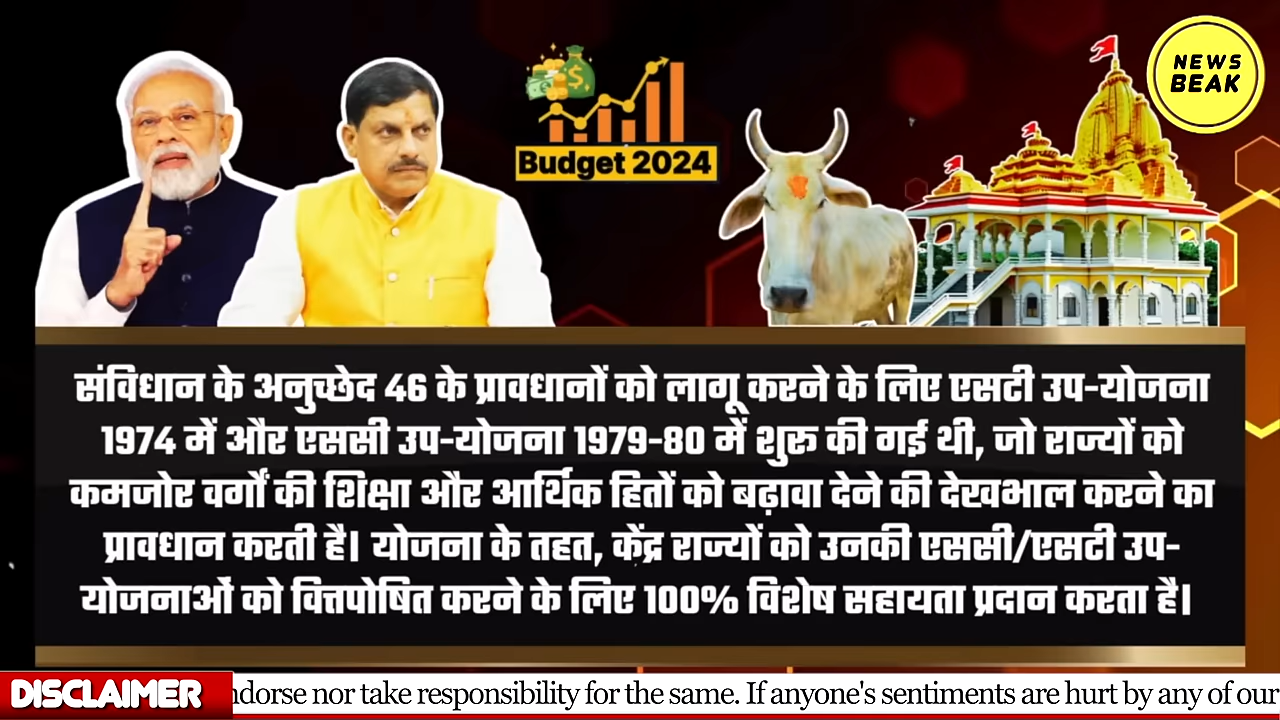 NEWS
BEAK
Budget 2024
संविधान के अनुच्छेद 46 के प्रावधानों को लागू करने के लिए एसटी उप-योजना
1974 में और एससी उप-योजना 1979-80 में शुरू की गई थी, जो राज्यों को
कमजोर वर्गों की शिक्षा और आर्थिक हितों को बढ़ावा देने की देखभाल करने का
प्रावधान करती है। योजना के तहत, केंद्र राज्यों को उनकी एससी/एसटी उप-
योजनाओं को वित्तपोषित करने के लिए 100% विशेष सहायता प्रदान करता है।
DISCLAIMER ndorse nor take responsibility for the same. If anyone's sentiments are hurt by any of our